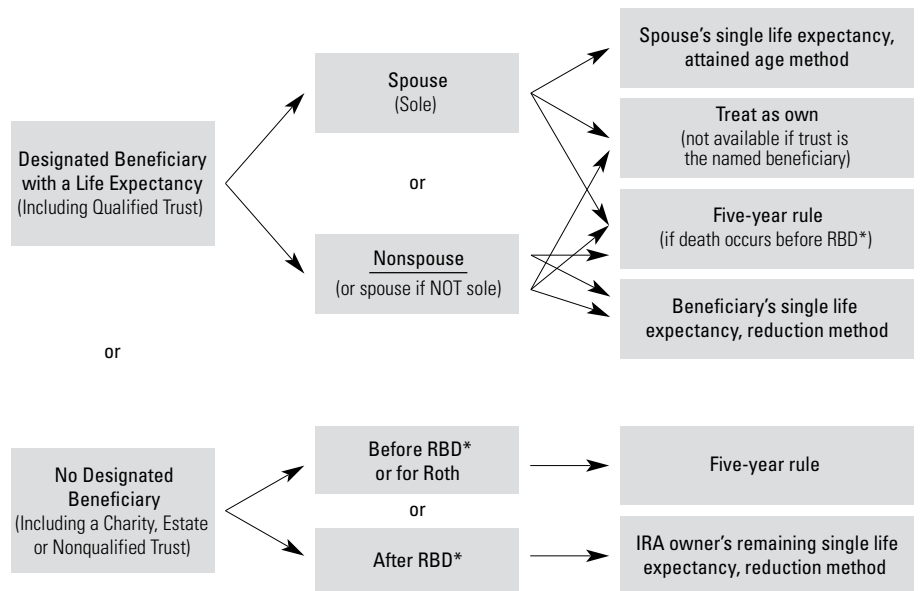 Designated Beneficiary
with a Life Expectancy
(Including Qualified Trust)
or
No Designated
Beneficiary
(Including a Charity, Estate
or Nonqualified Trust)
Spouse
(Sole)
or
Nonspouse
(or spouse if NOT sole)
Before RBD*
or for Roth
or
After RBD*
Spouse's single life expectancy,
attained age method
Treat as own
(not available if trust is
the named beneficiary)
Five-year rule
(if death occurs before RBD*)
Beneficiary's single life
expectancy, reduction method
Five-year rule
IRA owner's remaining single life
expectancy, reduction method